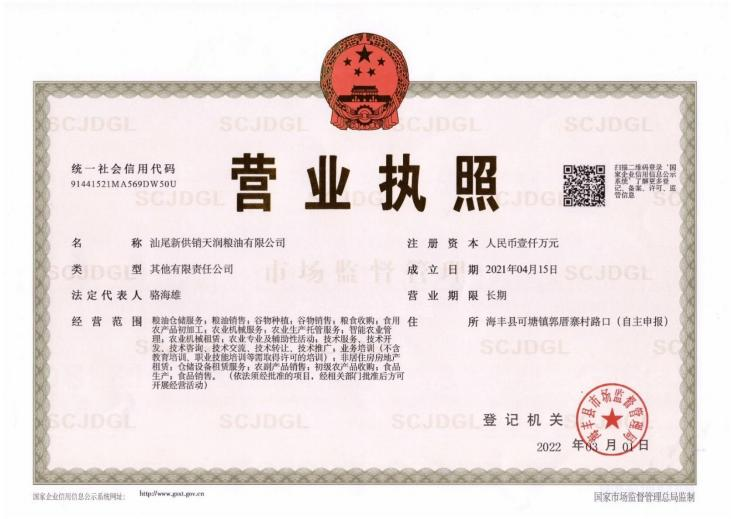 统一社会信用代码
91441521MA569DW50U
营业执照
扫描二维码登录‘国
家企业信用信息公示
系统’了解更多登
记、备案、许可、监
管信息
名称 汕尾新供销天润粮油有限公司
类型 其他有限责任公司
法定代表人 骆海雄
经营范围 粮油仓储服务；粮油销售；谷物种植；谷物销售；粮食收购；食用
农产品初加工；农业机械服务；农业生产托管服务；智能农业管
理；农业机械租赁；农业专业及辅助性活动；技术服务、技术开
发、技术咨询、技术交流、技术转让、技术推广；业务培训（不含
教育培训、职业技能培训等需取得许可的培训）；非居住房房地产
租赁；仓储设备租赁服务；农副产品销售；初级农产品收购；食品
生产；食品销售。（依法须经批准的项目，经相关部门批准后方可
开展经营活动）
注册资本 人民币壹仟万元
成立日期 2021年04月15日
营业期限 长期
住所 海丰县可塘镇郭厝寨村路口（自主申报）
登记机关
海丰县市场监督管理局
2022 年03 月 01日
SCJDGL
市场监督管理
国家企业信用信息公示系统网址：
http://www.gsxt.gov.cn
国家市场监督管理总局监制